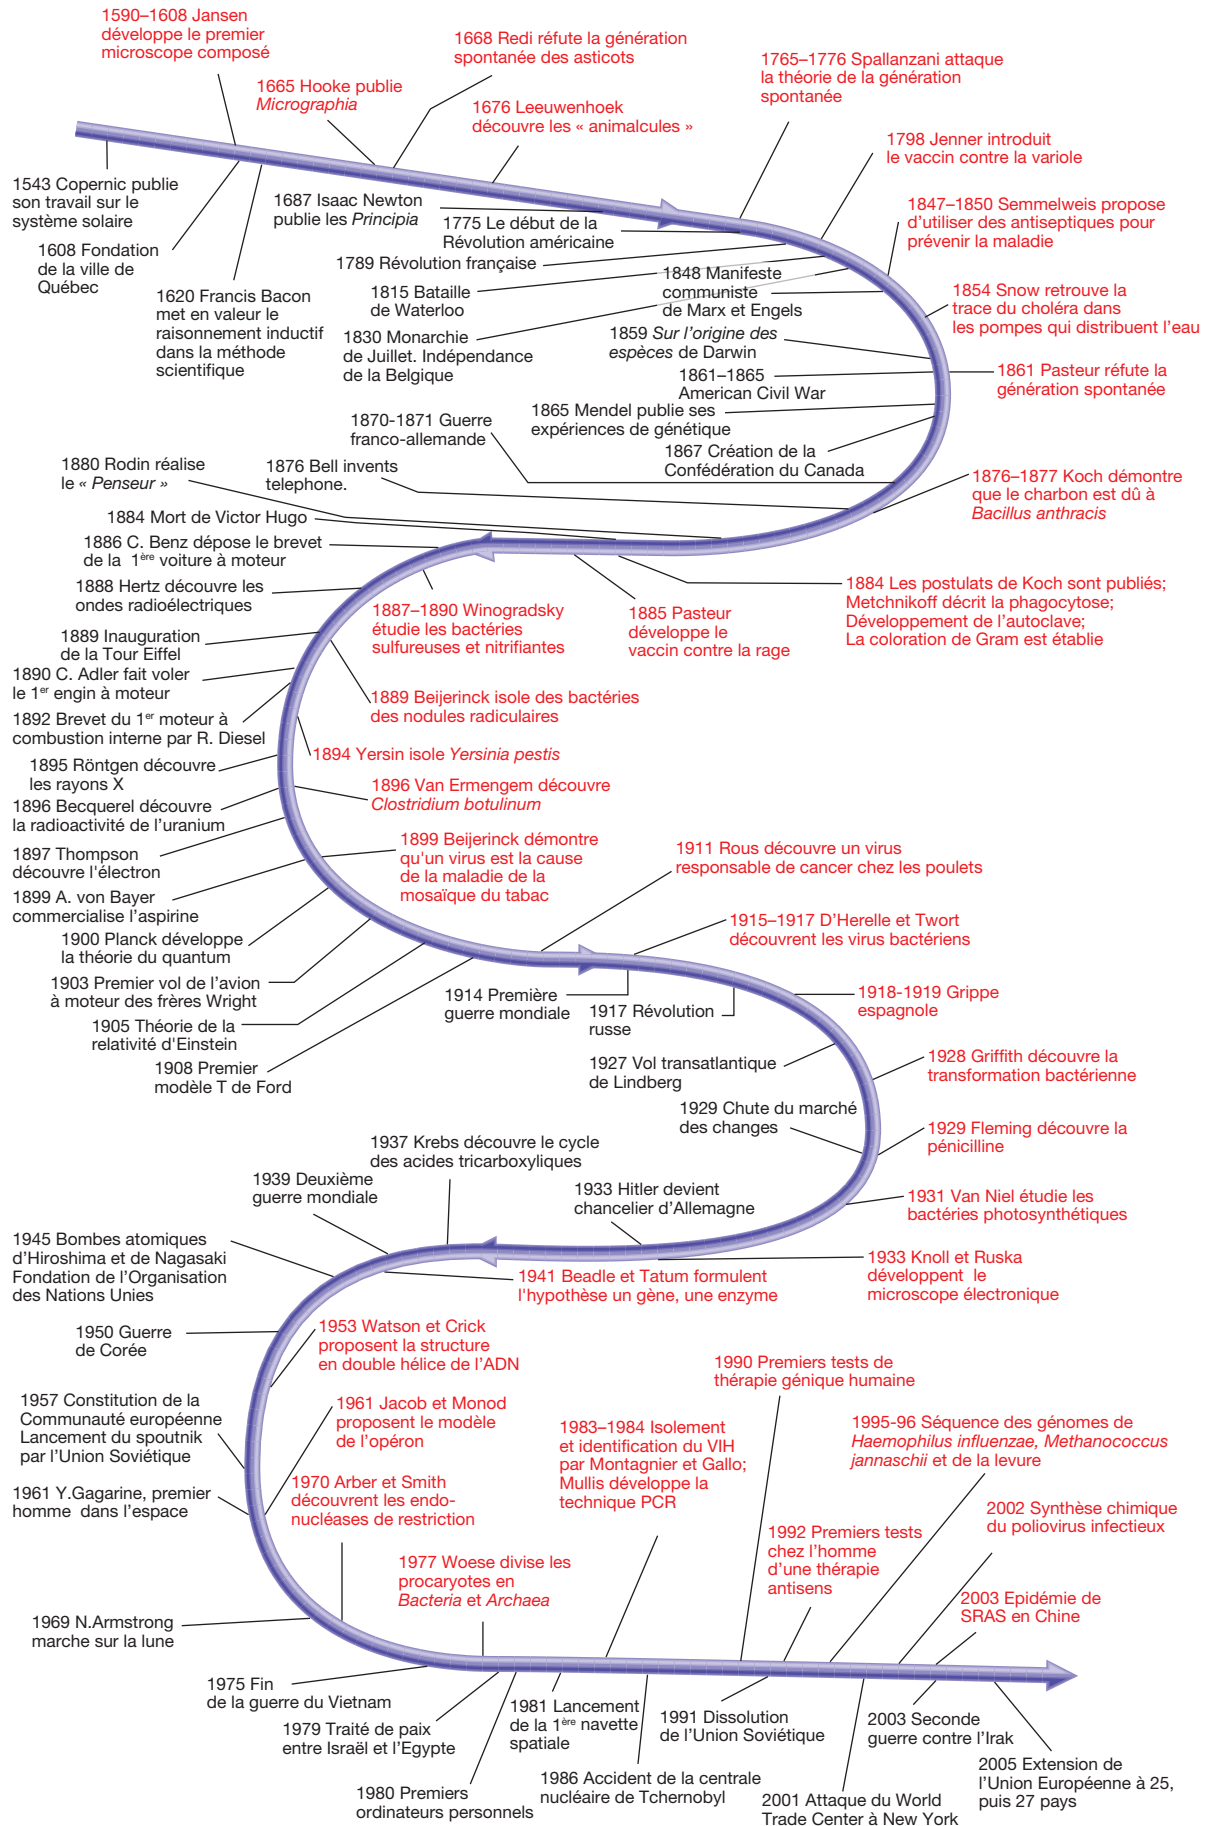 1590–1608 Jansen
développe le premier
microscope composé
1665 Hooke publie
Micrographia
1668 Redi réfute la génération
spontanée des asticots
1676 Leeuwenhoek
découvre les « animalcules »
1765–1776 Spallanzani attaque
la théorie de la génération
spontanée
1798 Jenner introduit
le vaccin contre la variole
1543 Copernic publie
son travail sur le
système solaire
1608 Fondation
de la ville de
Québec
1620 Francis Bacon
met en valeur le
raisonnement inductif
dans la méthode
scientifique
1687 Isaac Newton
publie les Principia
1775 Le début de la
Révolution américaine
1789 Révolution française
1815 Bataille
de Waterloo
1830 Monarchie
de Juillet. Indépendance
de la Belgique
1848 Manifeste
communiste
de Marx et Engels
1847–1850 Semmelweis propose
d'utiliser des antiseptiques pour
prévenir la maladie
1854 Snow retrouve la
trace du choléra dans
les pompes qui distribuent l'eau
1859 Sur l'origine des
espèces de Darwin
1861–1865
American Civil War
1861 Pasteur réfute la
génération spontanée
1865 Mendel publie ses
expériences de génétique
1867 Création de la
Confédération du Canada
1870-1871 Guerre
franco-allemande
1876 Bell invents
telephone.
1876–1877 Koch démontre
que le charbon est dû à
Bacillus anthracis
1880 Rodin réalise
le « Penseur »
1884 Mort de Victor Hugo
1886 C. Benz dépose le brevet
de la 1ère voiture à moteur
1888 Hertz découvre les
ondes radioélectriques
1884 Les postulats de Koch sont publiés;
Metchnikoff décrit la phagocytose;
Développement de l'autoclave;
La coloration de Gram est établie
1885 Pasteur
développe le
vaccin contre la rage
1887–1890 Winogradsky
étudie les bactéries
sulfureuses et nitrifiantes
1889 Inauguration
de la Tour Eiffel
1890 C. Adler fait voler
le 1er engin à moteur
1889 Beijerinck isole des bactéries
des nodules radiculaires
1892 Brevet du 1er moteur à
combustion interne par R. Diesel
1894 Yersin isole Yersinia pestis
1895 Röntgen découvre
les rayons X
1896 Van Ermengem découvre
Clostridium botulinum
1896 Becquerel découvre
la radioactivité de l'uranium
1897 Thompson
découvre l'électron
1899 Beijerinck démontre
qu'un virus est la cause
de la maladie de la
mosaïque du tabac
1899 A. von Bayer
commercialise l'aspirine
1900 Planck développe
la théorie du quantum
1903 Premier vol de l'avion
à moteur des frères Wright
1905 Théorie de la
relativité d'Einstein
1908 Premier
modèle T de Ford
1911 Rous découvre un virus
responsable de cancer chez les poulets
1915–1917 D'Herelle et Twort
découvrent les virus bactériens
1914 Première
guerre mondiale
1917 Révolution
russe
1918-1919 Grippe
espagnole
1927 Vol transatlantique
de Lindberg
1928 Griffith découvre la
transformation bactérienne
1929 Chute du marché
des changes
1929 Fleming découvre la
pénicilline
1931 Van Niel étudie les
bactéries photosynthétiques
1933 Hitler devient
chancelier d'Allemagne
1933 Knoll et Ruska
développent le
microscope électronique
1937 Krebs découvre le cycle
des acides tricarboxyliques
1939 Deuxième
guerre mondiale
1941 Beadle et Tatum formulent
l'hypothèse un gène, une enzyme
1945 Bombes atomiques
d'Hiroshima et de Nagasaki
Fondation de l'Organisation
des Nations Unies
1950 Guerre
de Corée
1953 Watson et Crick
proposent la structure
en double hélice de l'ADN
1957 Constitution de la
Communauté européenne
Lancement du spoutnik
par l'Union Soviétique
1961 Jacob et Monod
proposent le modèle
de l'opéron
1961 Y.Gagarine, premier
homme dans l'espace
1970 Arber et Smith
découvrent les endo-
nucléases de restriction
1969 N.Armstrong
marche sur la lune
1977 Woese divise les
procaryotes en
Bacteria et Archaea
1975 Fin
de la guerre du Vietnam
1979 Traité de paix
entre Israël et l'Egypte
1980 Premiers
ordinateurs personnels
1981 Lancement
de la 1ère navette
spatiale
1983–1984 Isolement
et identification du VIH
par Montagnier et Gallo;
Mullis développe la
technique PCR
1986 Accident de la centrale
nucléaire de Tchernobyl
1990 Premiers tests de
thérapie génique humaine
1991 Dissolution
de l'Union Soviétique
1992 Premiers tests
chez l'homme
d'une thérapie
antisens
1995-96 Séquence des génomes de
Haemophilus influenzae, Methanococcus
jannaschii et de la levure
2001 Attaque du World
Trade Center à New York
2002 Synthèse chimique
du poliovirus infectieux
2003 Epidémie de
SRAS en Chine
2003 Seconde
guerre contre l'Irak
2005 Extension de
l'Union Européenne à 25,
puis 27 pays